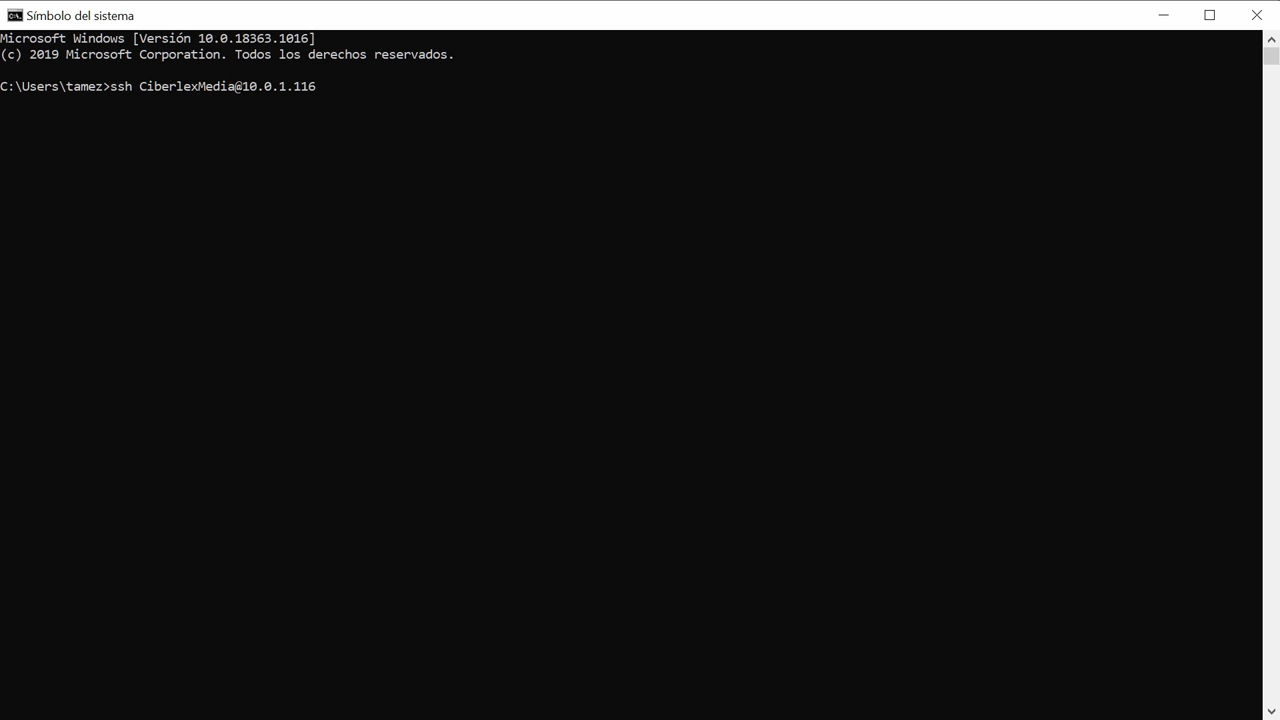 Símbolo del sistema
Microsoft Windows [Versión 10.0.18363.1016]
(c) 2019 Microsoft Corporation. Todos los derechos reservados.
C:\Users\tamez>ssh CiberlexMedia@10.0.1.116